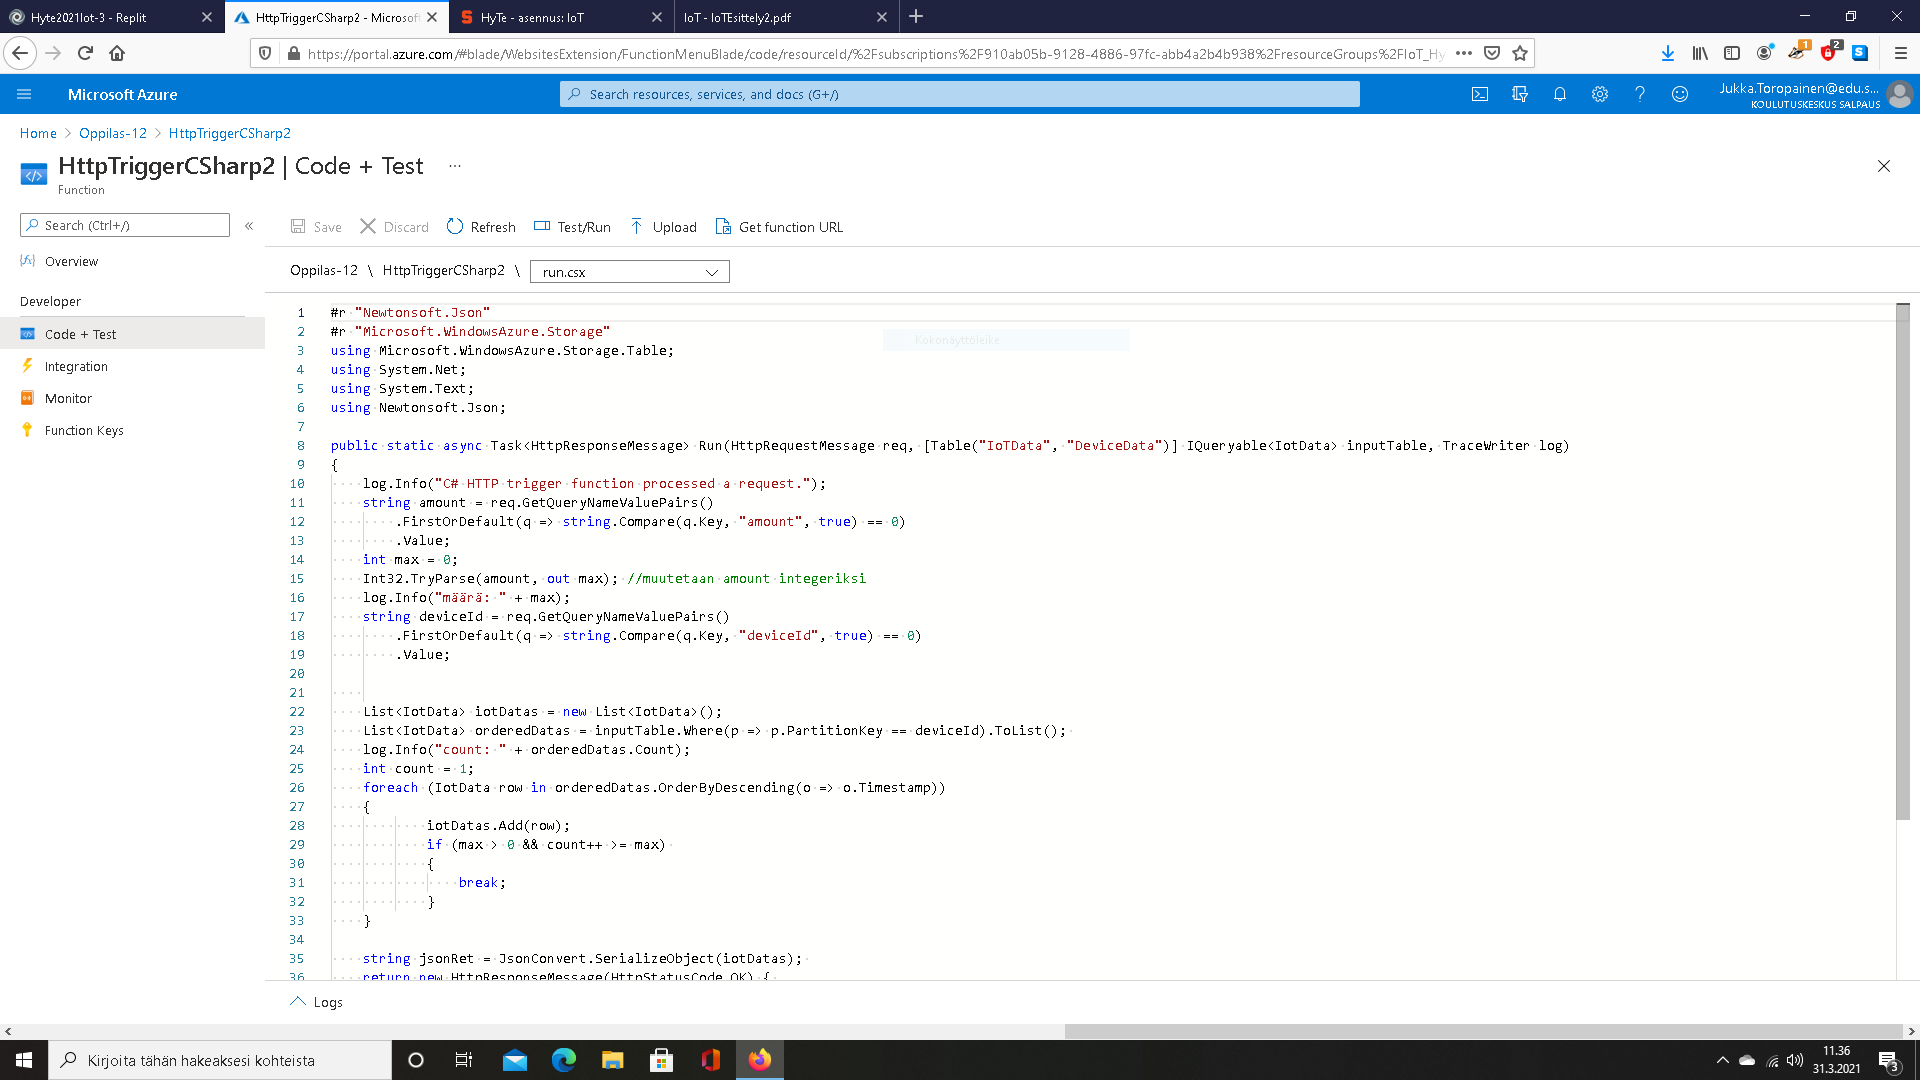 Hyte2021Iot-3 - Replit
HttpTriggerCSharp2 - Microsoft
HyTe - asennus: IoT
IoT - IoTEsittely2.pdf
https://portal.azure.com/#blade/WebsitesExtension/FunctionMenuBlade/code/resourceId/%2Fsubscriptions%2F910ab05b-9128-4886-97fc-abb4a2b4b938%2FresourceGroups%2FIoT_Hy
1
2
Microsoft Azure
Search resources, services, and docs (G+/)
Jukka.Toropainen@edu.s...
KOULUTUSKESKUS SALPAUS
Home > Oppilas-12 > HttpTriggerCSharp2
HttpTriggerCSharp2 | Code + Test ...
Function
Search (Ctrl+/)
Save
Discard
Refresh
Test/Run
Upload
Get function URL
Overview
Developer
Code + Test
Integration
Monitor
Function Keys
Oppilas-12 \ HttpTriggerCSharp2 \ run.csx
Kokonäyttöleike
1 #r "Newtonsoft.Json"
2 #r "Microsoft.WindowsAzure.Storage"
3 using Microsoft.WindowsAzure.Storage.Table;
4 using System.Net;
5 using System.Text;
6 using Newtonsoft.Json;
7
8 public static async Task<HttpResponseMessage> Run(HttpRequestMessage req, [Table("IoTData", "DeviceData")] IQueryable<IotData> inputTable, TraceWriter log)
9 {
10 log.Info("C# HTTP trigger function processed a request.");
11 string amount = req.GetQueryNameValuePairs()
12 .FirstOrDefault(q => string.Compare(q.Key, "amount", true) == 0)
13 .Value;
14 int max = 0;
15 Int32.TryParse(amount, out max); //muutetaan amount integeriksi
16 log.Info("määrä: " + max);
17 string deviceId = req.GetQueryNameValuePairs()
18 .FirstOrDefault(q => string.Compare(q.Key, "deviceId", true) == 0)
19 .Value;
20
21
22 List<IotData> iotDatas = new List<IotData>();
23 List<IotData> orderedDatas = inputTable.Where(p => p.PartitionKey == deviceId).ToList();
24 log.Info("count: " + orderedDatas.Count);
25 int count = 1;
26 foreach (IotData row in orderedDatas.OrderByDescending(o => o.Timestamp))
27 {
28 iotDatas.Add(row);
29 if (max > 0 && count++ >= max)
30 {
31 break;
32 }
33 }
34
35 string jsonRet = JsonConvert.SerializeObject(iotDatas);
36 return new HttpResponseMessage(HttpStatusCode.OK) {
Logs
Kirjoita tähän hakeaksesi kohteista
11.36
31.3.2021
3